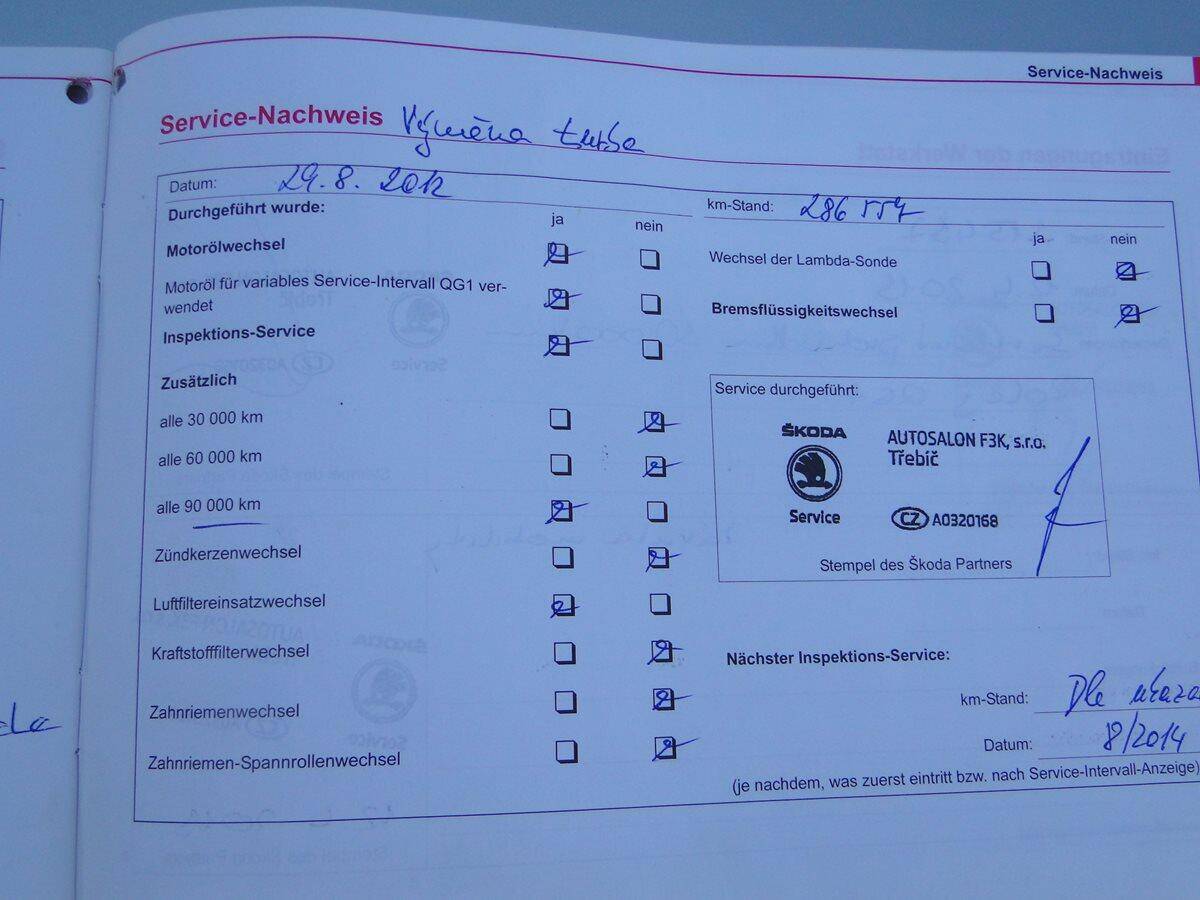 Service-Nachweis
Service-Nachweis Výměna turba
Datum: 29. 8. 2012
km-Stand: 286 557
Durchgeführt wurde:
ja nein
Motorölwechsel
Motoröl für variables Service-Intervall QG1 ver-
wendet
Inspektions-Service
Zusätzlich
alle 30 000 km
alle 60 000 km
alle 90 000 km
Zündkerzenwechsel
Luftfiltereinsatzwechsel
Kraftstofffilterwechsel
Zahnriemenwechsel
Zahnriemen-Spannrollenwechsel
ja nein
Wechsel der Lambda-Sonde
Bremsflüssigkeitswechsel
Service durchgeführt:
ŠKODA
Service
AUTOSALON F3K, s.r.o.
Třebíč
CZ A0320168
Stempel des Škoda Partners
Nächster Inspektions-Service:
km-Stand: Dle ukaza
Datum: 8/2014
(je nachdem, was zuerst eintritt bzw. nach Service-Intervall-Anzeige)